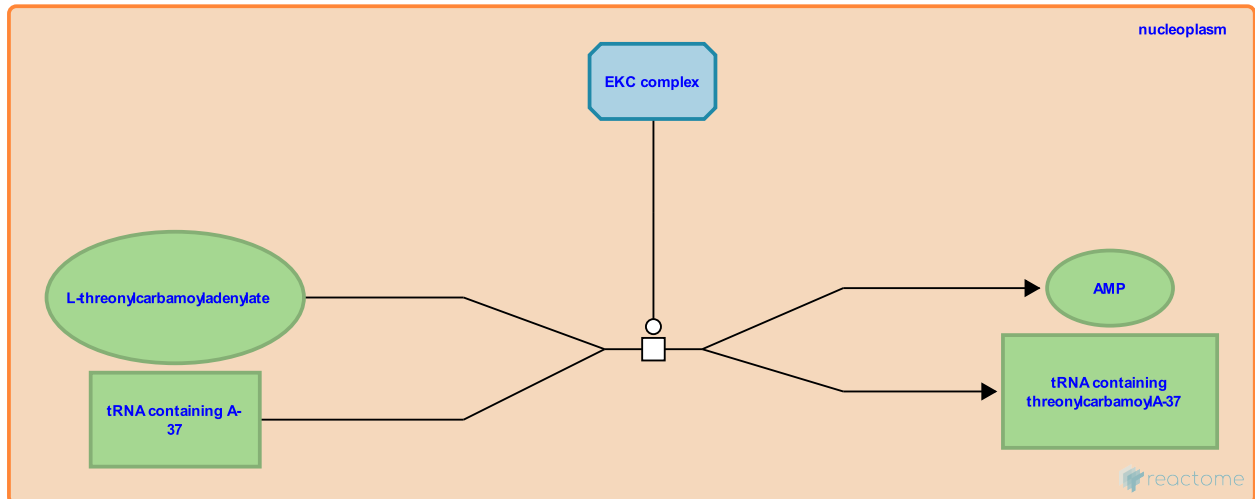 nucleoplasm
EKC complex
L-threonylcarbamoyladenylate
AMP
tRNA containing A-
37
tRNA containing
threonylcarbamoylA-37
reactome